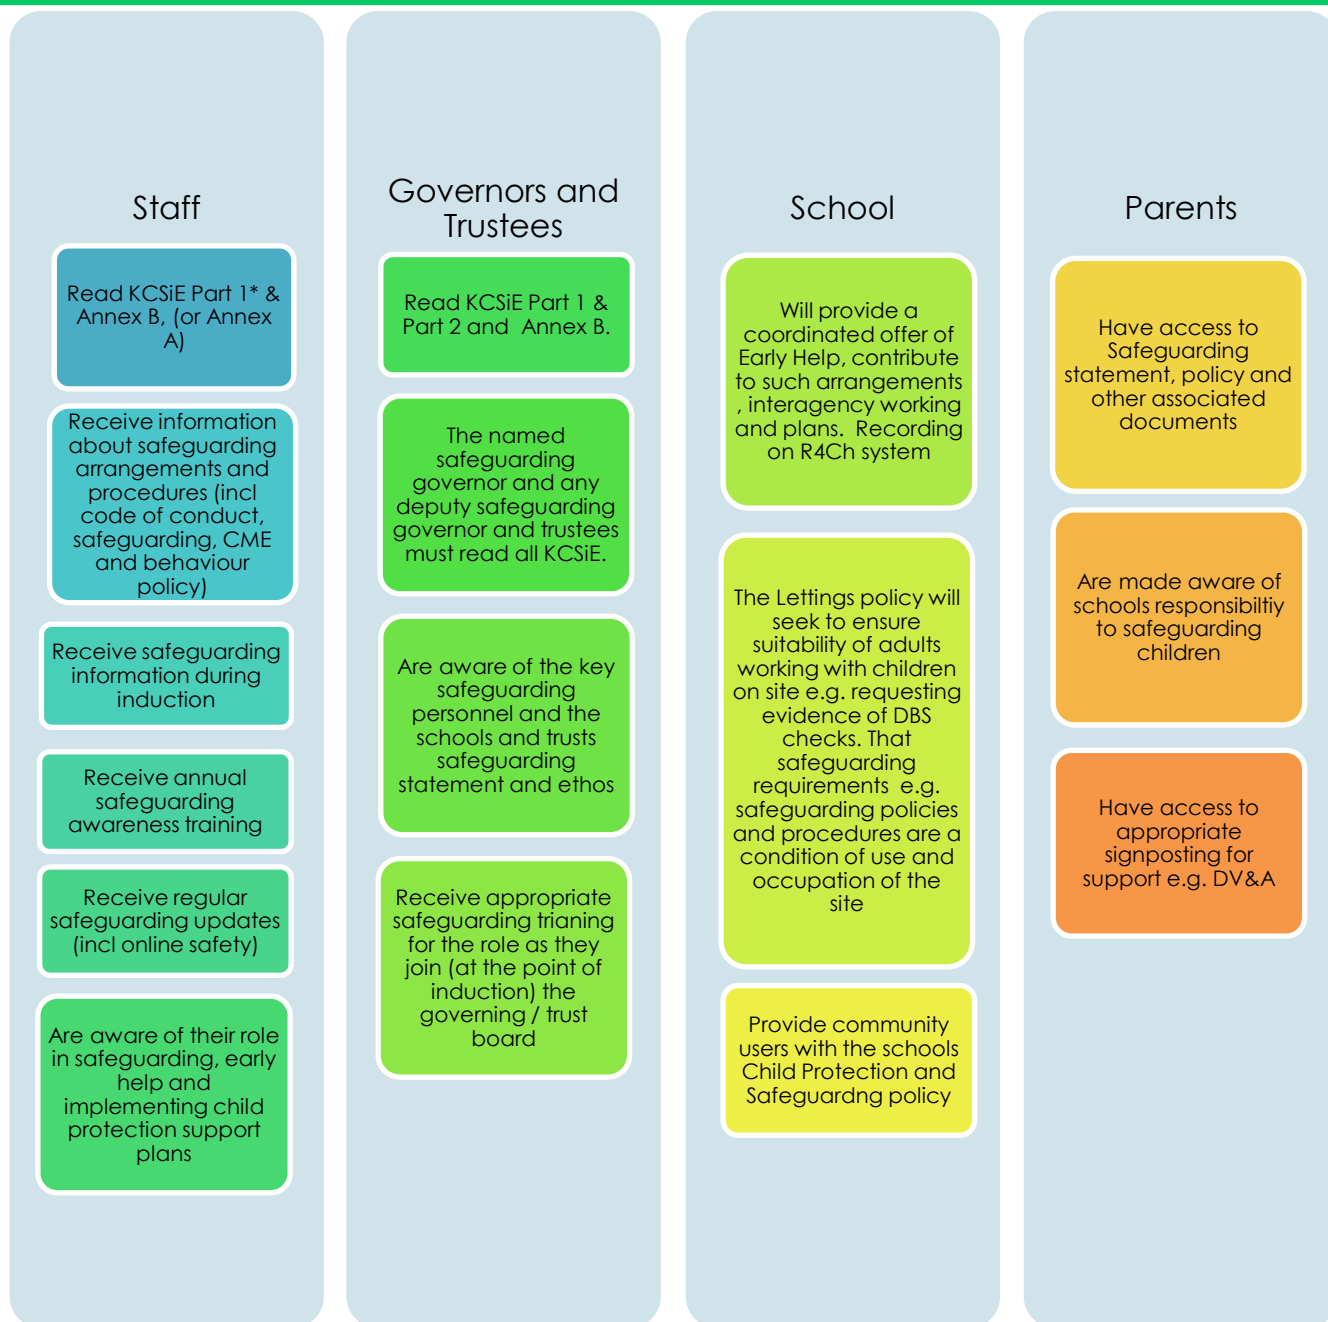 Staff
Read KCSiE Part 1* &
Annex B, (or Annex
A)
Receive information
about safeguarding
arrangements and
procedures (incl
code of conduct,
safeguarding, CME
and behaviour
policy)
Receive safeguarding
information during
induction
Receive annual
safeguarding
awareness training
Receive regular
safeguarding updates
(incl online safety)
Are aware of their role
in safeguarding, early
help and
implementing child
protection support
plans
Governors and
Trustees
Read KCSiE Part 1 &
Part 2 and Annex B.
The named
safeguarding
governor and any
deputy safeguarding
governor and trustees
must read all KCSiE.
Are aware of the key
safeguarding
personnel and the
schools and trusts
safeguarding
statement and ethos
Receive appropriate
safeguarding trianing
for the role as they
join (at the point of
induction) the
governing / trust
board
School
Will provide a
coordinated offer of
Early Help, contribute
to such arrangements
, interagency working
and plans. Recording
on R4Ch system
The Lettings policy will
seek to ensure
suitability of adults
working with children
on site e.g. requesting
evidence of DBS
checks. That
safeguarding
requirements e.g.
safeguarding policies
and procedures are a
condition of use and
occupation of the
site
Provide community
users with the schools
Child Protection and
Safeguardng policy
Parents
Have access to
Safeguarding
statement, policy and
other associated
documents
Are made aware of
schools responsibiltiy
to safeguarding
children
Have access to
appropriate
signposting for
support e.g. DV&A